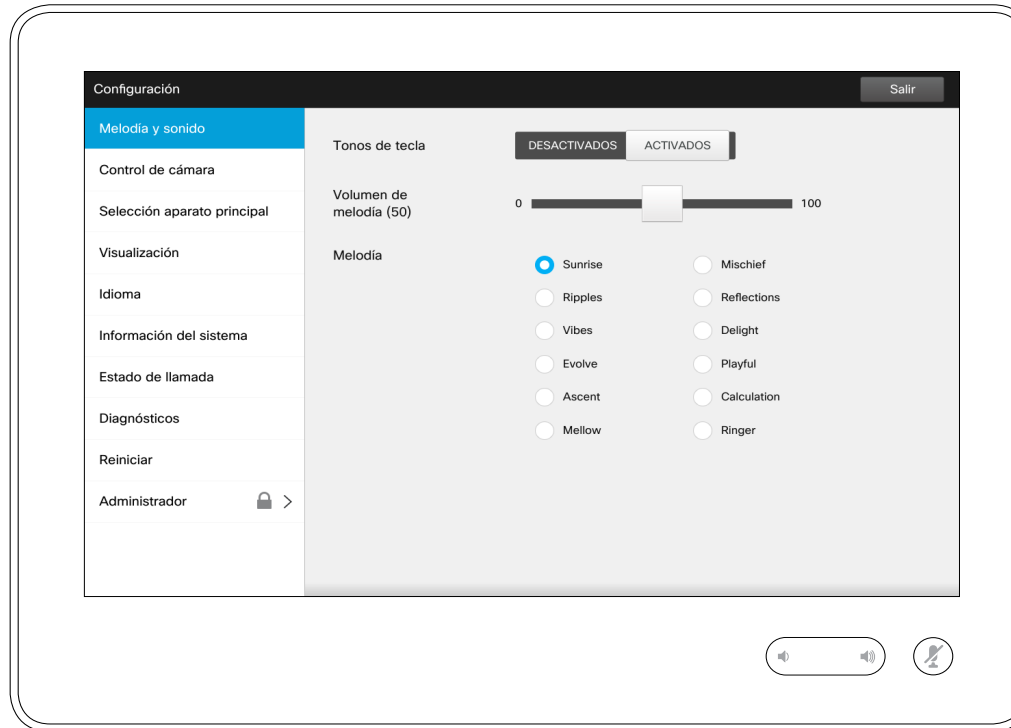 Configuración
Salir
Melodía y sonido
Control de cámara
Selección aparato principal
Visualización
Idioma
Información del sistema
Estado de llamada
Diagnósticos
Reiniciar
Administrador
Tonos de tecla
DESACTIVADOS ACTIVADOS
Volumen de
melodía (50)
0 100
Melodía
Sunrise Mischief
Ripples Reflections
Vibes Delight
Evolve Playful
Ascent Calculation
Mellow Ringer